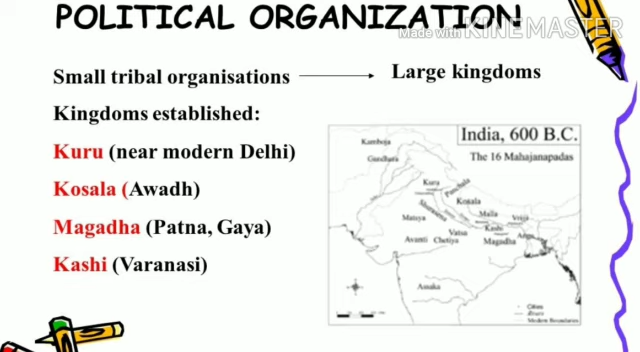 POLITICAL ORGANIZATION
Made with KINEMASTER
Small tribal organisations → Large kingdoms
Kingdoms established:
Kuru (near modern Delhi)
Kosala (Awadh)
Magadha (Patna, Gaya)
Kashi (Varanasi)
India, 600 B.C.
The 16 Mahajanapadas
Kamboja
Gandhara
Kuru
Panchala
Kosala
Shurasena
Malla
Vrijji
Matsya
Vatsa
Kashi
Anga
Avanti
Chetiya
Magadha
Assaka
Cities
Rivers
Modern Boundaries